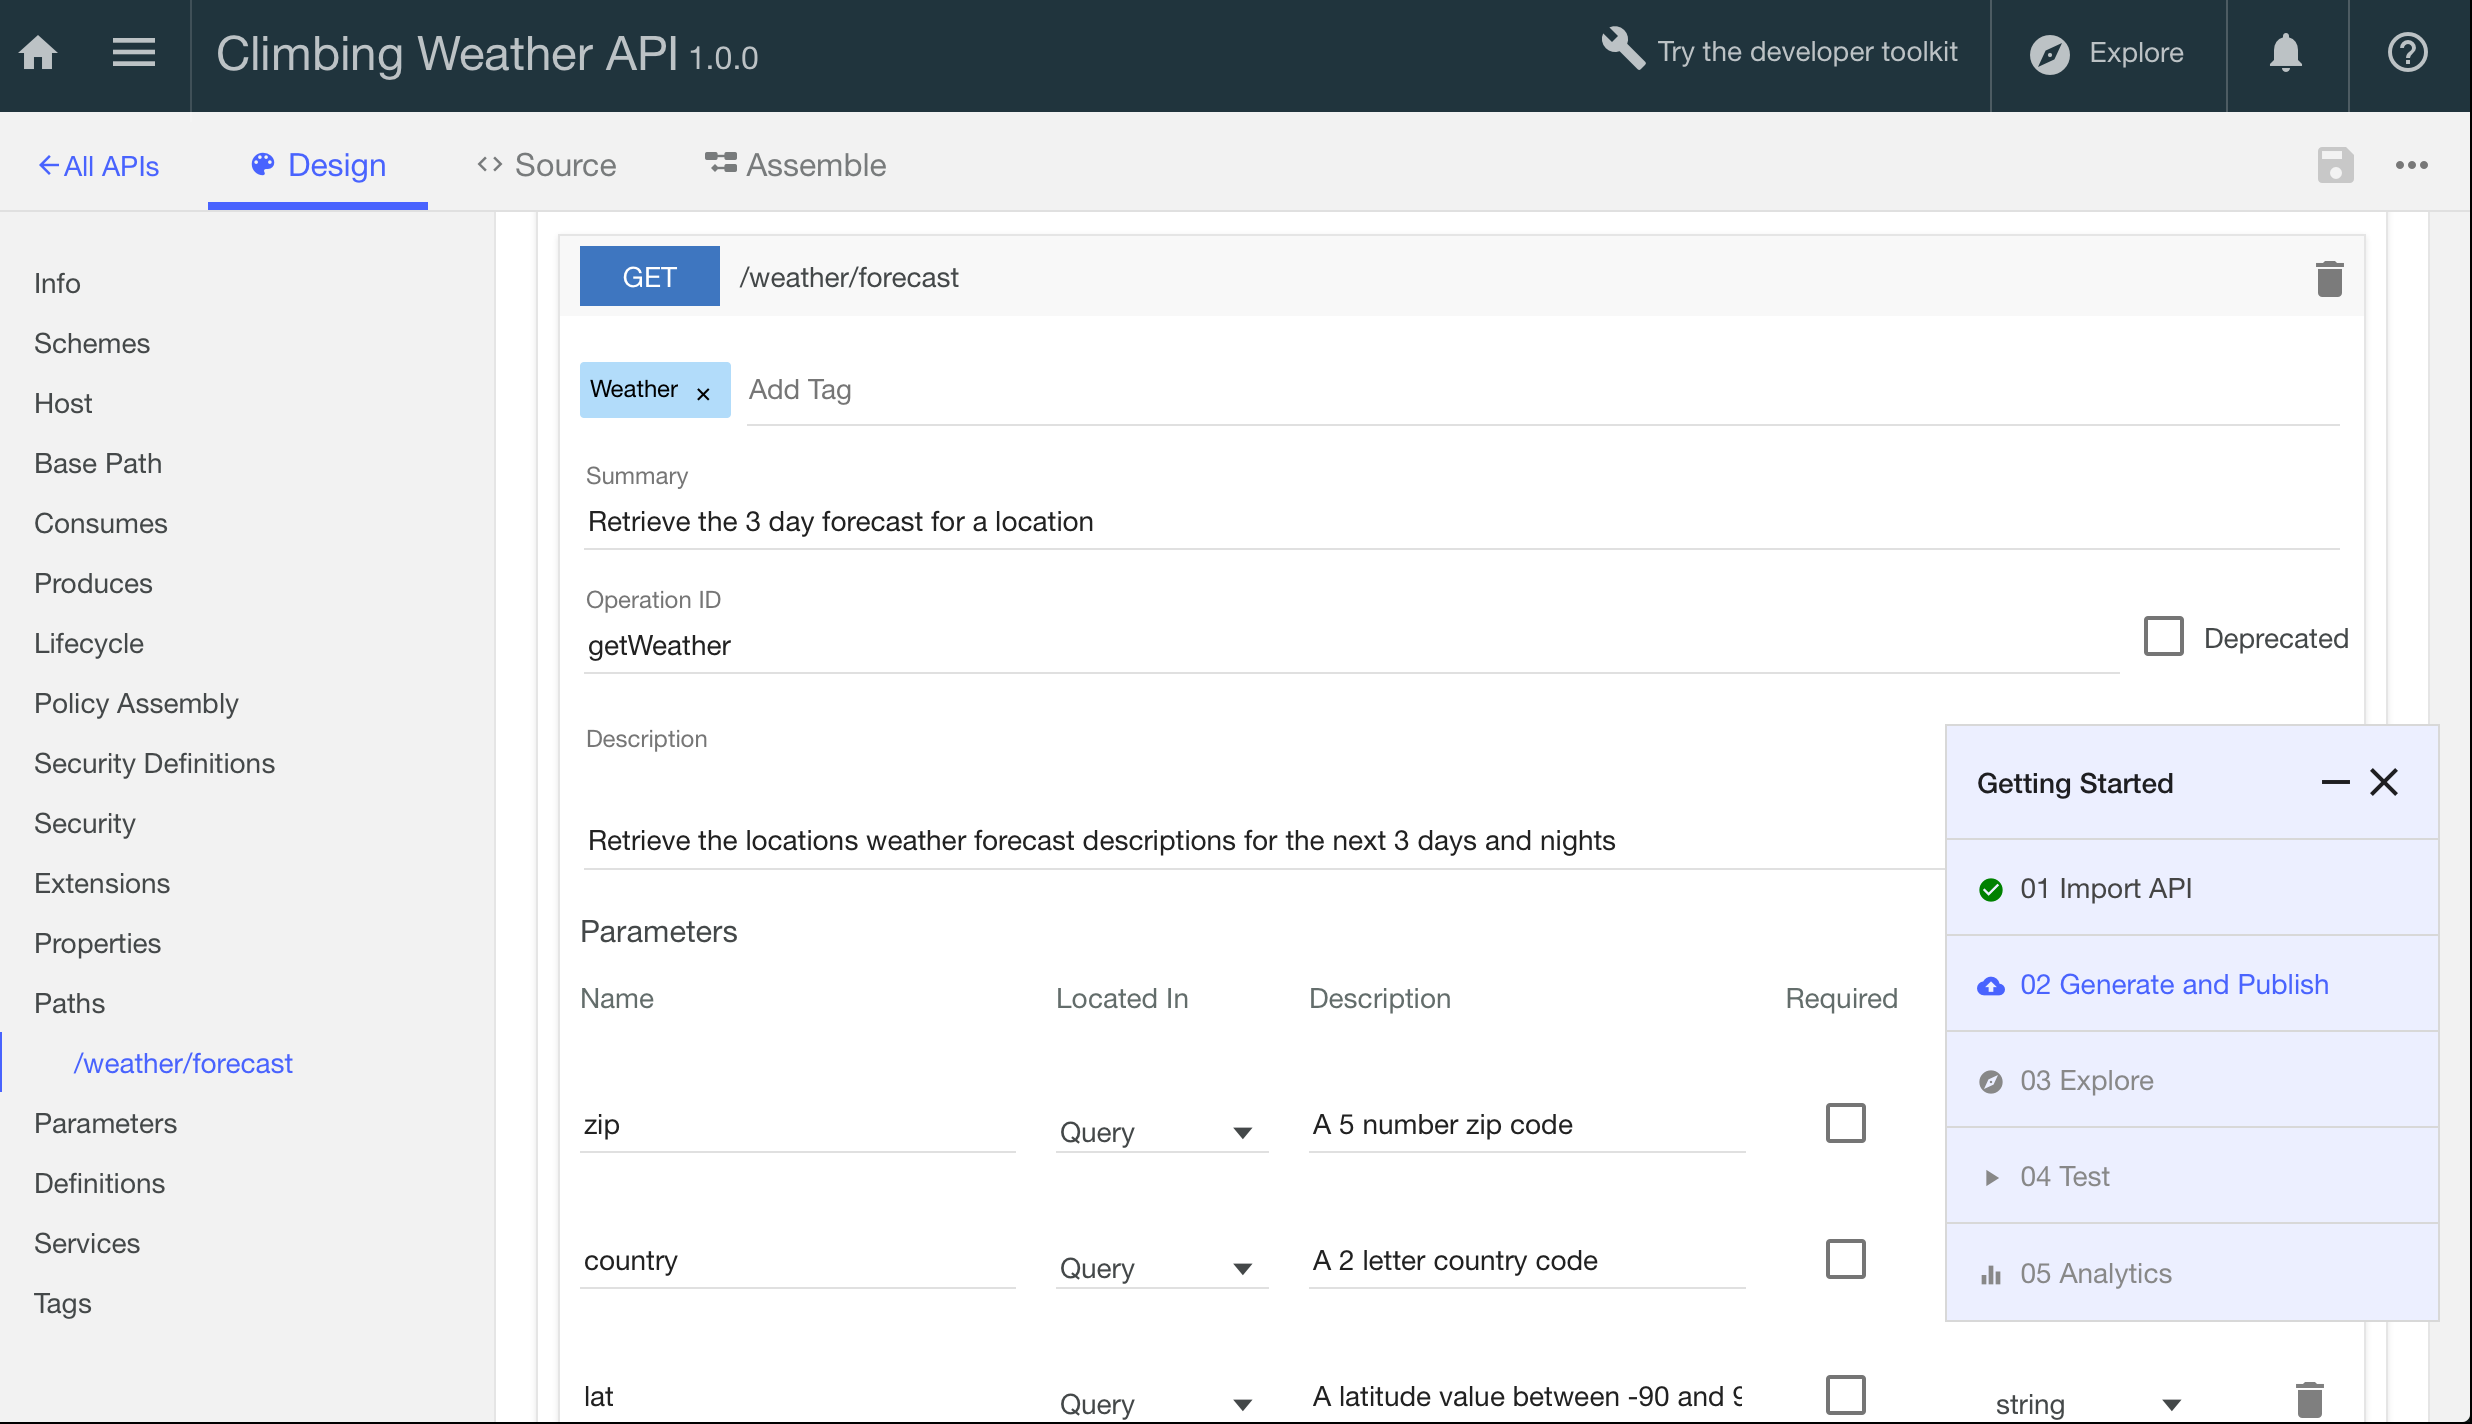 Climbing Weather API 1.0.0
Try the developer toolkit
Explore
All APIs
Design
Source
Assemble
Info
Schemes
Host
Base Path
Consumes
Produces
Lifecycle
Policy Assembly
Security Definitions
Security
Extensions
Properties
Paths
/weather/forecast
Parameters
Definitions
Services
Tags
GET /weather/forecast
Weather × Add Tag
Summary
Retrieve the 3 day forecast for a location
Operation ID
getWeather
Deprecated
Description
Retrieve the locations weather forecast descriptions for the next 3 days and nights
Parameters
Name Located In Description Required
zip Query A 5 number zip code
country Query A 2 letter country code
lat Query A latitude value between -90 and string
Getting Started
01 Import API
02 Generate and Publish
03 Explore
04 Test
05 Analytics